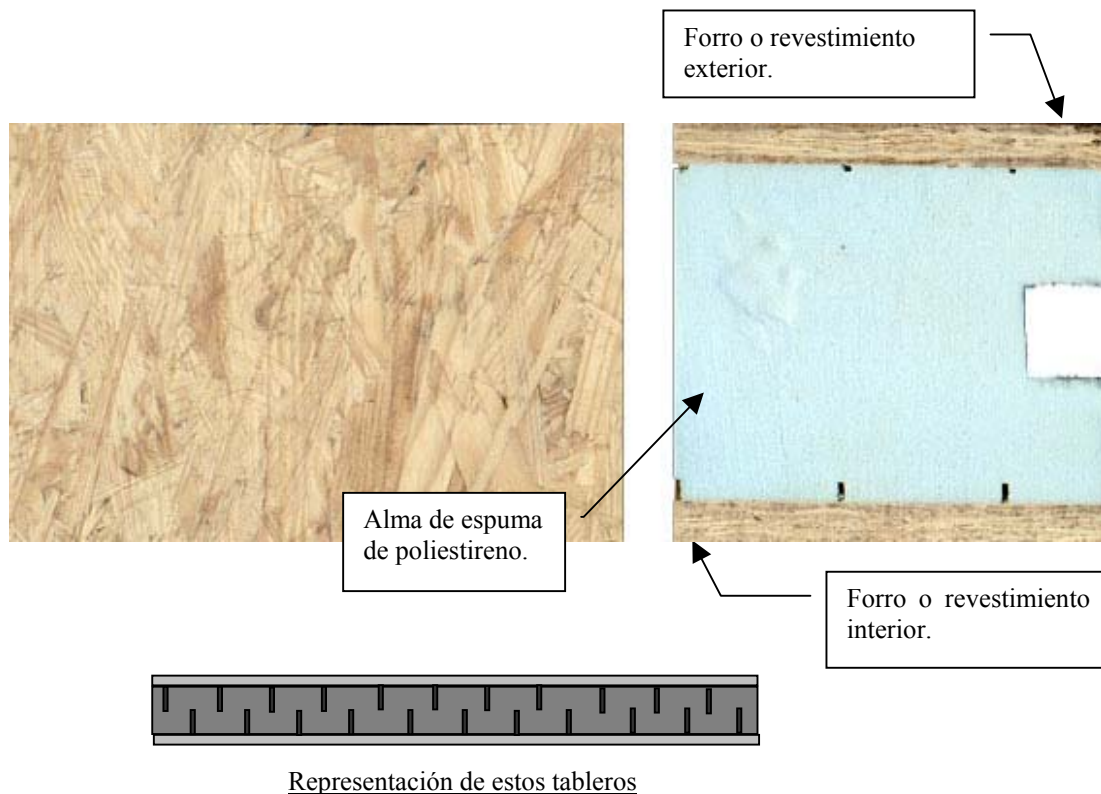 Forro o revestimiento
exterior.
Alma de espuma
de poliestireno.
Forro o revestimiento
interior.
Representación de estos tableros